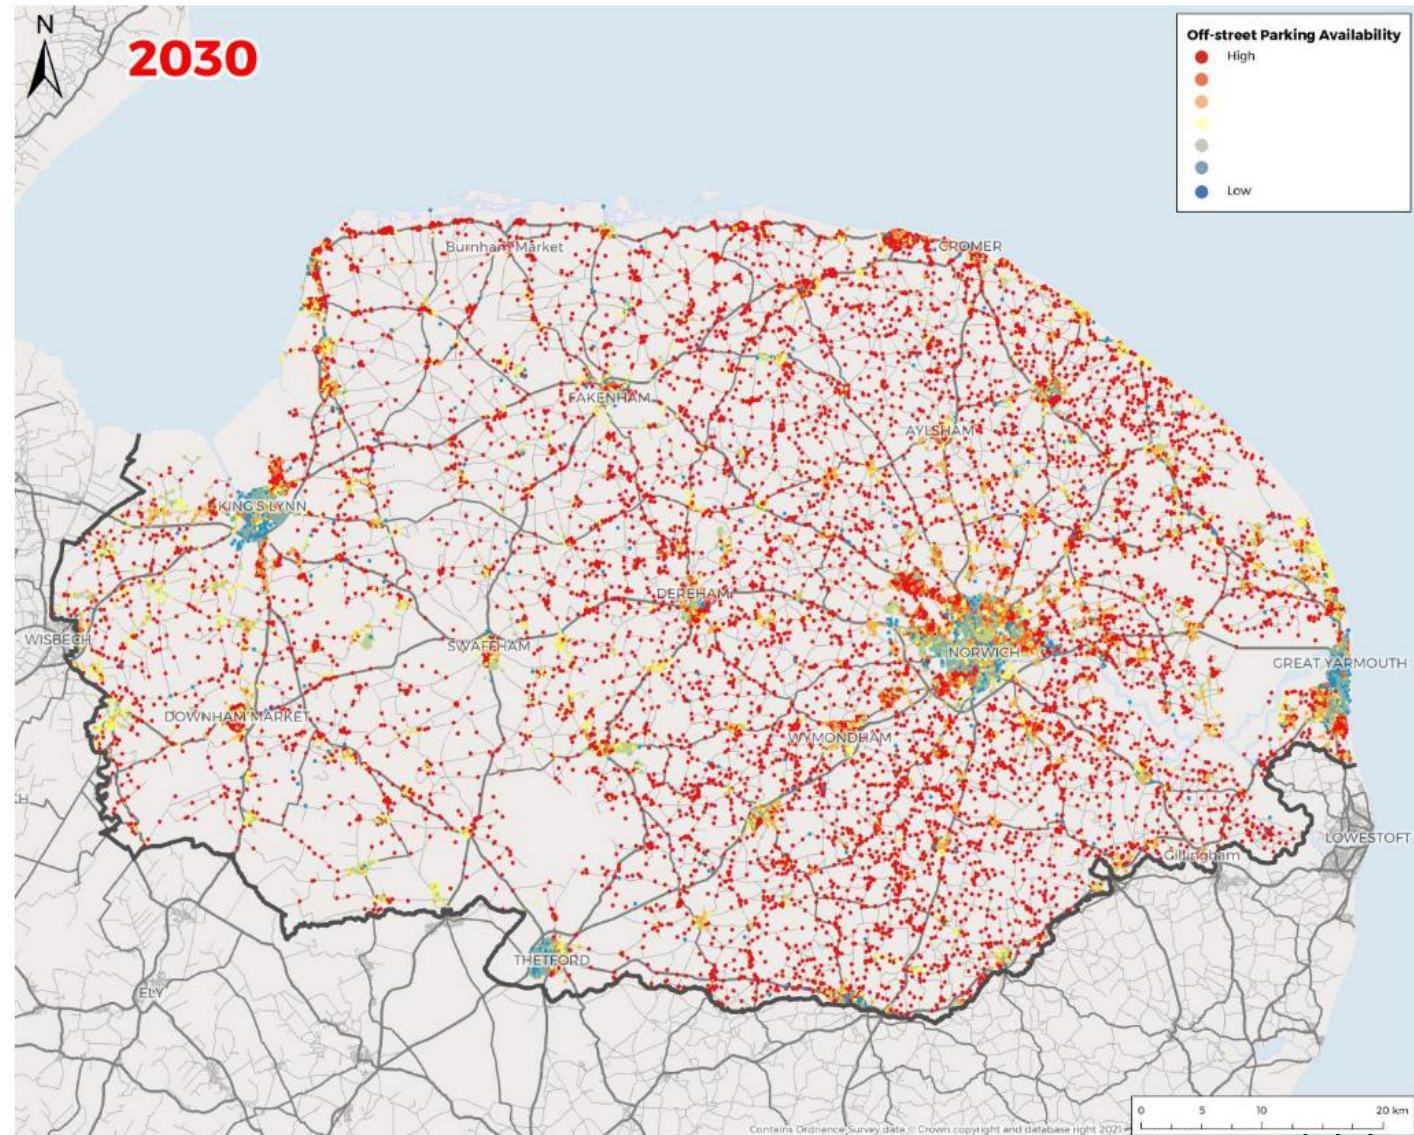 N
2030
Off-street Parking Availability
High
Low
Burnham Market
CROMER
FAKENHAM
AYLSHAM
KING'S LYNN
DEREHAM
WISBECH
SWAFFHAM
NORWICH
GREAT YARMOUTH
DOWNHAM MARKET
WYMONDHAM
CH
LOWESTOFT
Gillingham
THETFORD
ELY
0 5 10 20 km
Contains Ordnance Survey data © Crown copyright and database right 2021